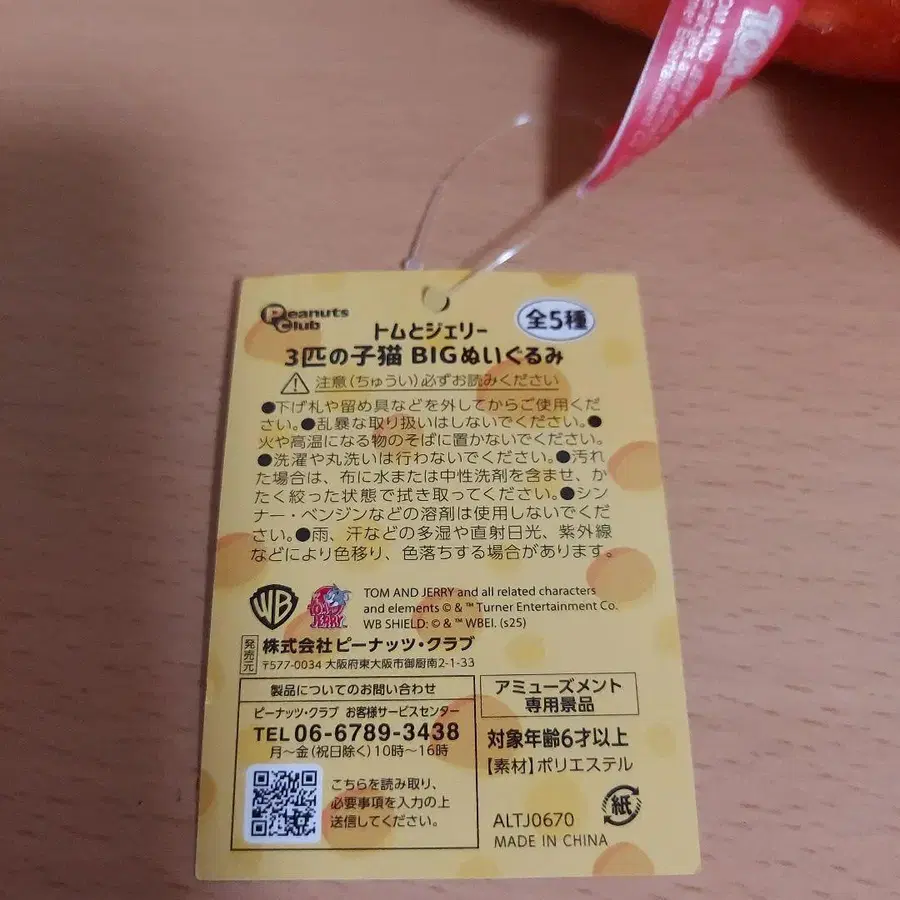 TOM
Peanuts Club
トムとジェリー
全5種
3匹の子猫 BIGぬいぐるみ
注意(ちゅうい)必ずお読みください
●下げ札や留め具などを外してからご使用くだ
さい。●乱暴な取り扱いはしないでください。●
火や高温になる物のそばに置かないでください。
●洗濯や丸洗いは行わないでください。●汚れ
た場合は、布に水または中性洗剤を含ませ、か
たく絞った状態で拭き取ってください。●シン
ナー・ベンジンなどの溶剤は使用しないでくだ
さい。●雨、汗などの多湿や直射日光、紫外線
などにより色移り、色落ちする場合があります。
WB
TOM AND JERRY
TOM AND JERRY and all related characters
and elements © & ™ Turner Entertainment Co.
WB SHIELD: © & ™ WBEI. (s25)
発売元
株式会社ピーナッツ・クラブ
〒577-0034 大阪府東大阪市御厨南2-1-33
製品についてのお問い合わせ
ピーナッツ・クラブ お客様サービスセンター
TEL 06-6789-3438
月〜金(祝日除く)10時〜16時
こちらを読み取り、
必要事項を入力の上
送信してください。
アミューズメント
専用景品
対象年齢6才以上
【素材】ポリエステル
ALTJ0670
紙
MADE IN CHINA